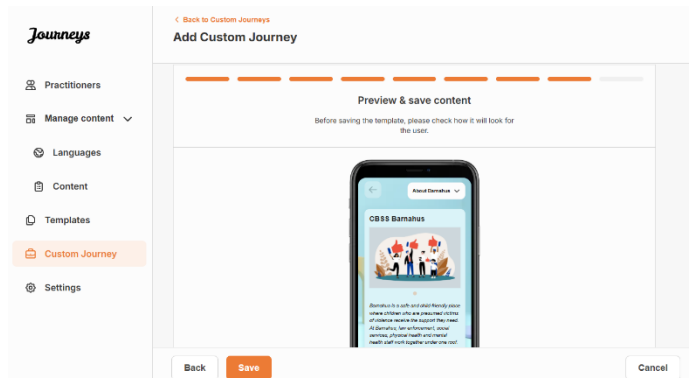 Journeys
Back to Custom Journeys
Add Custom Journey
Practitioners
Manage content
Languages
Content
Templates
Custom Journey
Settings
Preview & save content
Before saving the template, please check how it will look for
the user.
About Barnahus
CBSS Barnahus
Barnahus is a safe and child friendly place
where children who are presumed victims
of violence receive the support they need.
At Barnahus, law enforcement, social
services, physical health and mental
health staff work together under one roof.
Back
Save
Cancel